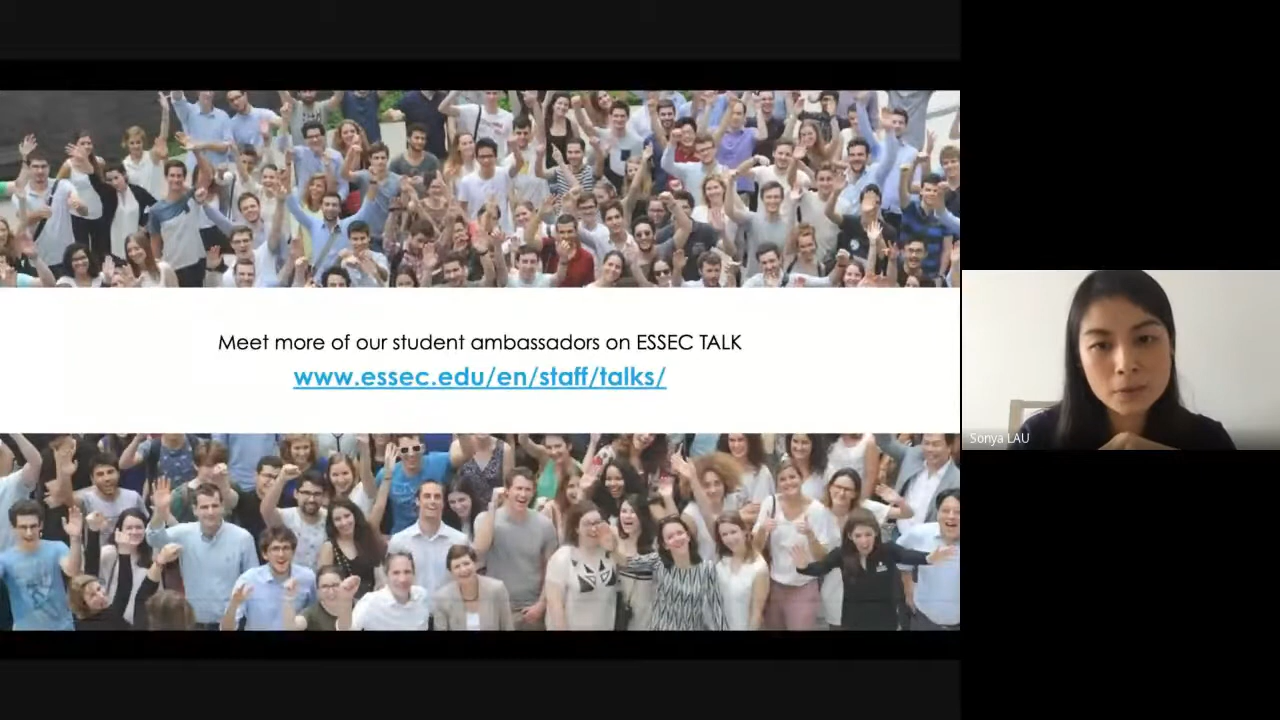 Meet more of our student ambassadors on ESSEC TALK
www.essec.edu/en/staff/talks/
Sonya LAU